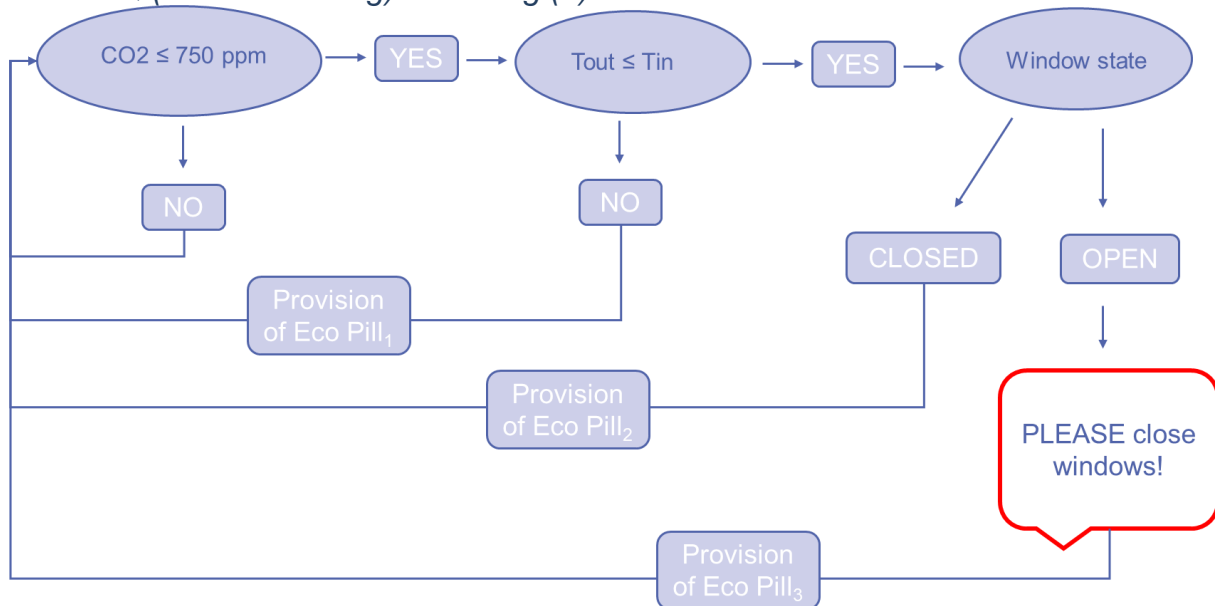 CO2 ≤ 750 ppm
YES
Tout ≤ Tin
YES
Window state
NO
NO
CLOSED
OPEN
Provision
of Eco Pill₁
Provision
of Eco Pill₂
PLEASE close
windows!
Provision
of Eco Pill₃